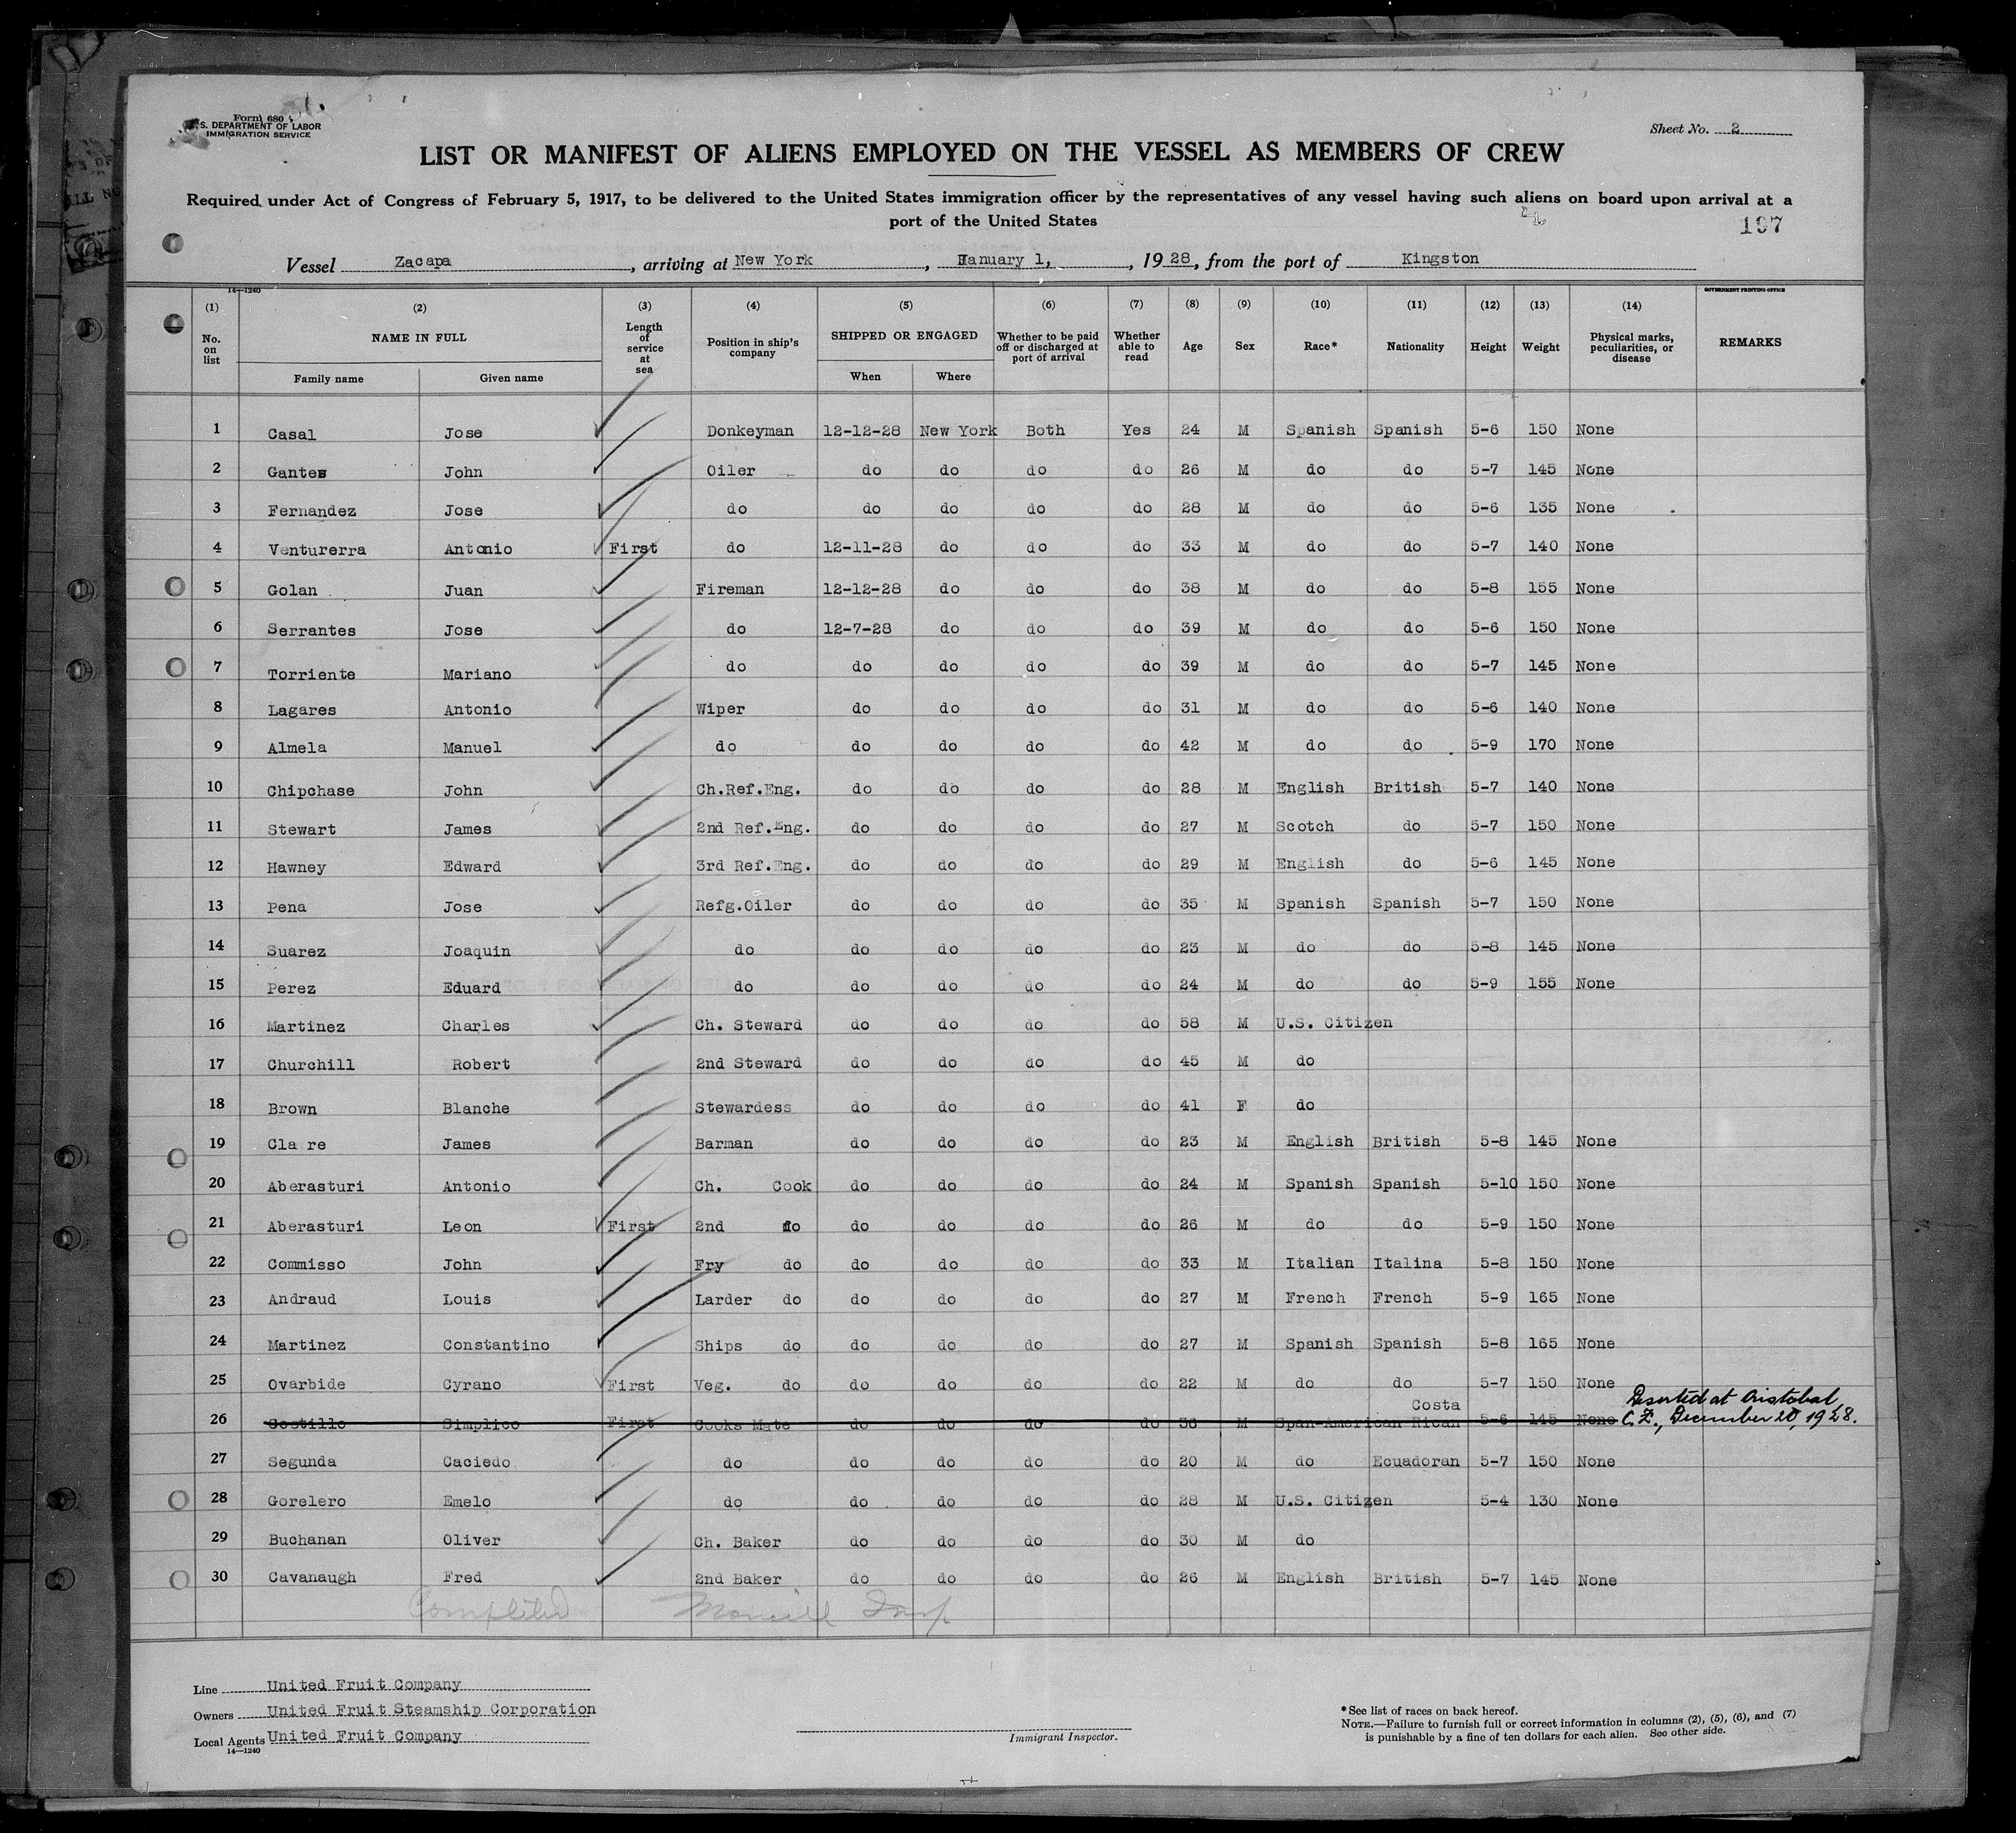 Form 680
U.S. DEPARTMENT OF LABOR
IMMIGRATION SERVICE
Sheet No. 2
LIST OR MANIFEST OF ALIENS EMPLOYED ON THE VESSEL AS MEMBERS OF CREW
Required under Act of Congress of February 5, 1917, to be delivered to the United States immigration officer by the representatives of any vessel having such aliens on board upon arrival at a
port of the United States
197
Vessel Zacapa, arriving at New York, January 1, 1928, from the port of Kingston
14—1240 GOVERNMENT PRINTING OFFICE
(1) (2) (3) (4) (5) (6) (7) (8) (9) (10) (11) (12) (13) (14)
No. on list NAME IN FULL Length of service at sea Position in ship's company SHIPPED OR ENGAGED Whether to be paid off or discharged at port of arrival Whether able to read Age Sex Race* Nationality Height Weight Physical marks, peculiarities, or disease REMARKS
Family name Given name When Where
1 Casal Jose Donkeyman 12-12-28 New York Both Yes 24 M Spanish Spanish 5-6 150 None
2 Gantes John Oiler do do do do 26 M do do 5-7 145 None
3 Fernandez Jose do do do do do 28 M do do 5-6 135 None
4 Venturerra Antonio First do 12-11-28 do do do 33 M do do 5-7 140 None
5 Golan Juan Fireman 12-12-28 do do do 38 M do do 5-8 155 None
6 Serrantes Jose do 12-7-28 do do do 39 M do do 5-6 150 None
7 Torriente Mariano do do do do do 39 M do do 5-7 145 None
8 Lagares Antonio Wiper do do do do 31 M do do 5-6 140 None
9 Almela Manuel do do do do do 42 M do do 5-9 170 None
10 Chipchase John Ch.Ref.Eng. do do do do 28 M English British 5-7 140 None
11 Stewart James 2nd Ref.Eng. do do do do 27 M Scotch do 5-7 150 None
12 Hawney Edward 3rd Ref.Eng. do do do do 29 M English do 5-6 145 None
13 Pena Jose Refg.Oiler do do do do 35 M Spanish Spanish 5-7 150 None
14 Suarez Joaquin do do do do do 23 M do do 5-8 145 None
15 Perez Eduard do do do do do 24 M do do 5-9 155 None
16 Martinez Charles Ch. Steward do do do do 58 M U.S. Citizen
17 Churchill Robert 2nd Steward do do do do 45 M do
18 Brown Blanche Stewardess do do do do 41 F do
19 Cla re James Barman do do do do 23 M English British 5-8 145 None
20 Aberasturi Antonio Ch. Cook do do do do 24 M Spanish Spanish 5-10 150 None
21 Aberasturi Leon First 2nd do do do do do 26 M do do 5-9 150 None
22 Commisso John Fry do do do do do 33 M Italian Italina 5-8 150 None
23 Andraud Louis Larder do do do do do 27 M French French 5-9 165 None
24 Martinez Constantino Ships do do do do do 27 M Spanish Spanish 5-8 165 None
25 Ovarbide Cyrano First Veg. do do do do do 22 M do do 5-7 150 None
26 Costillo Simplico First Cooks Mate do do do do 36 M Span-American Costa Rican 5-6 145 None Deserted at Cristobal
C.Z., December 20, 1928.
27 Segunda Caciedo do do do do do 20 M do Ecuadoran 5-7 150 None
28 Gorelero Emelo do do do do do 28 M U.S. Citizen 5-4 130 None
29 Buchanan Oliver Ch. Baker do do do do 30 M do
30 Cavanaugh Fred 2nd Baker do do do do 26 M English British 5-7 145 None
Completed
Line United Fruit Company
Owners United Fruit Steamship Corporation
Local Agents United Fruit Company
14—1240
Immigrant Inspector.
*See list of races on back hereof.
NOTE.—Failure to furnish full or correct information in columns (2), (5), (6), and (7)
is punishable by a fine of ten dollars for each alien. See other side.